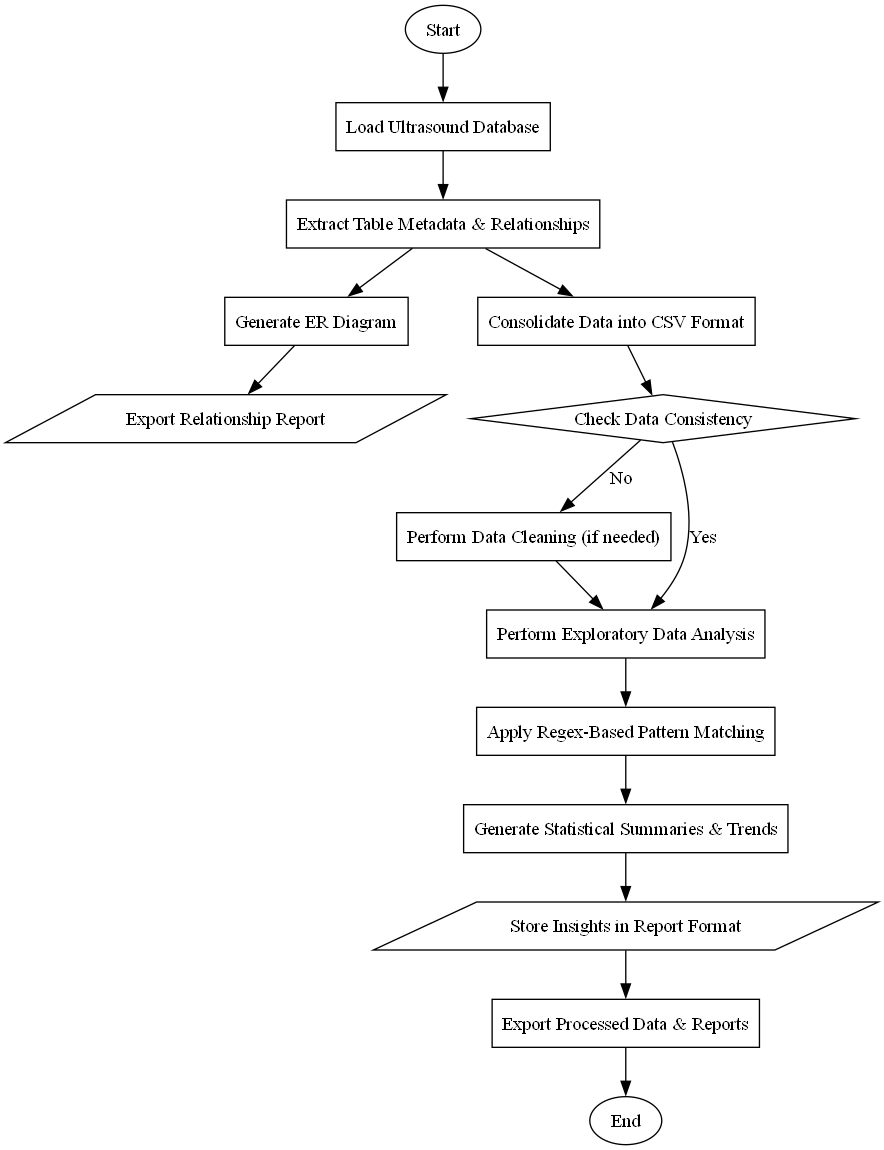 Start
Load Ultrasound Database
Extract Table Metadata & Relationships
Generate ER Diagram
Consolidate Data into CSV Format
Export Relationship Report
Check Data Consistency
No
Perform Data Cleaning (if needed)
Yes
Perform Exploratory Data Analysis
Apply Regex-Based Pattern Matching
Generate Statistical Summaries & Trends
Store Insights in Report Format
Export Processed Data & Reports
End